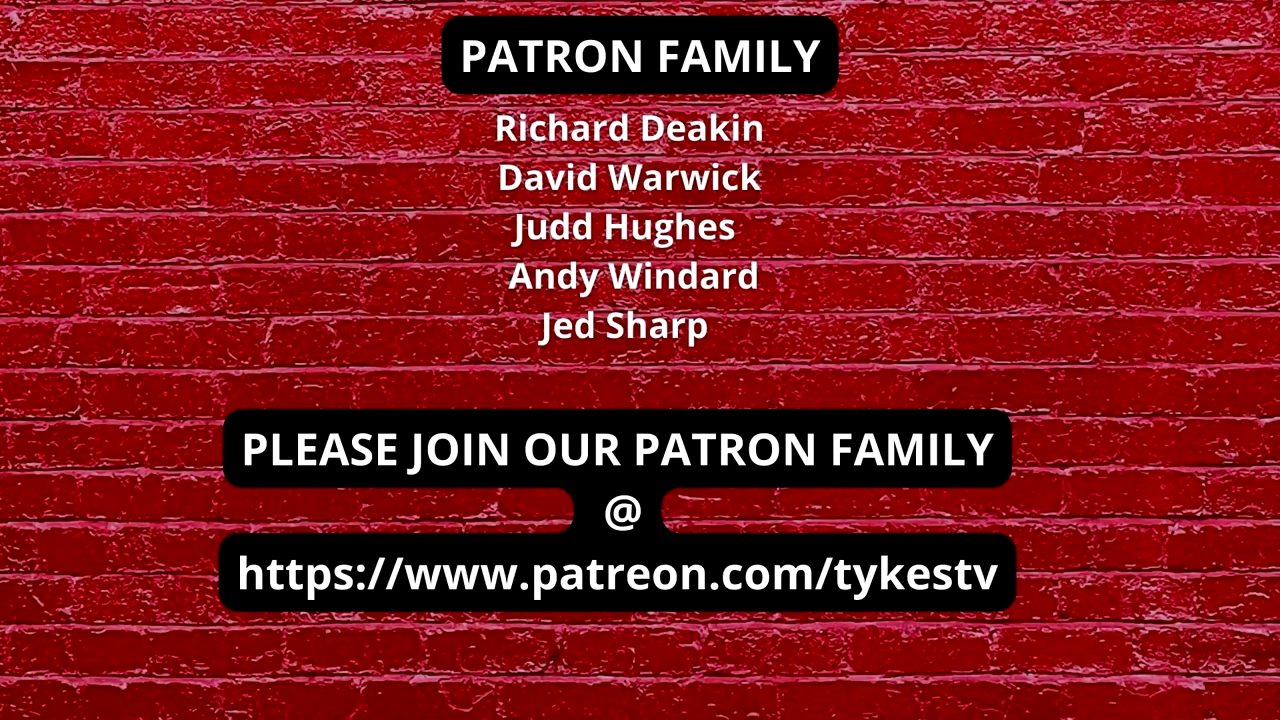 PATRON FAMILY
Richard Deakin
David Warwick
Judd Hughes
Andy Windard
Jed Sharp
PLEASE JOIN OUR PATRON FAMILY
@
https://www.patreon.com/tykestv